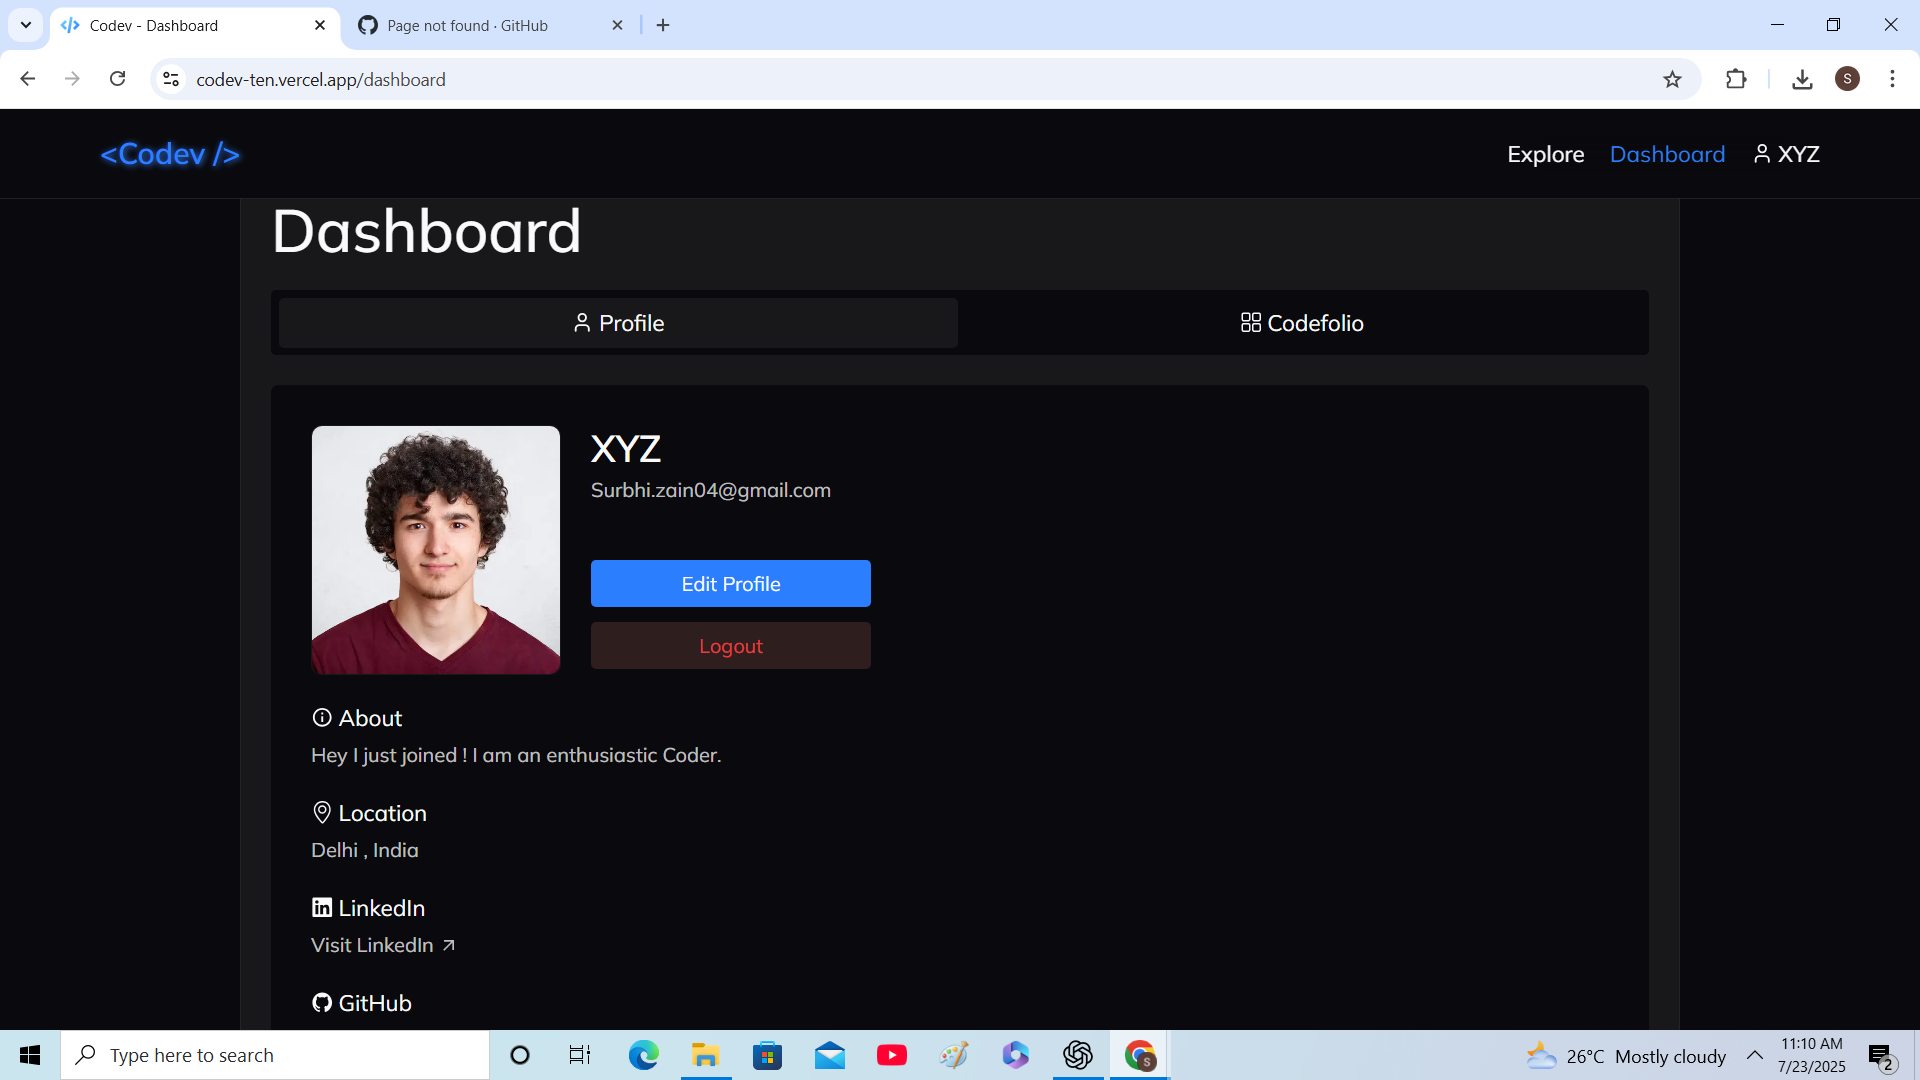 Codev - Dashboard
Page not found · GitHub
codev-ten.vercel.app/dashboard
S
<Codev />
Explore
Dashboard
XYZ
Dashboard
Profile
Codefolio
XYZ
Surbhi.zain04@gmail.com
Edit Profile
Logout
About
Hey I just joined ! I am an enthusiastic Coder.
Location
Delhi , India
LinkedIn
Visit LinkedIn
GitHub
Type here to search
S
26°C Mostly cloudy
11:10 AM
7/23/2025
2